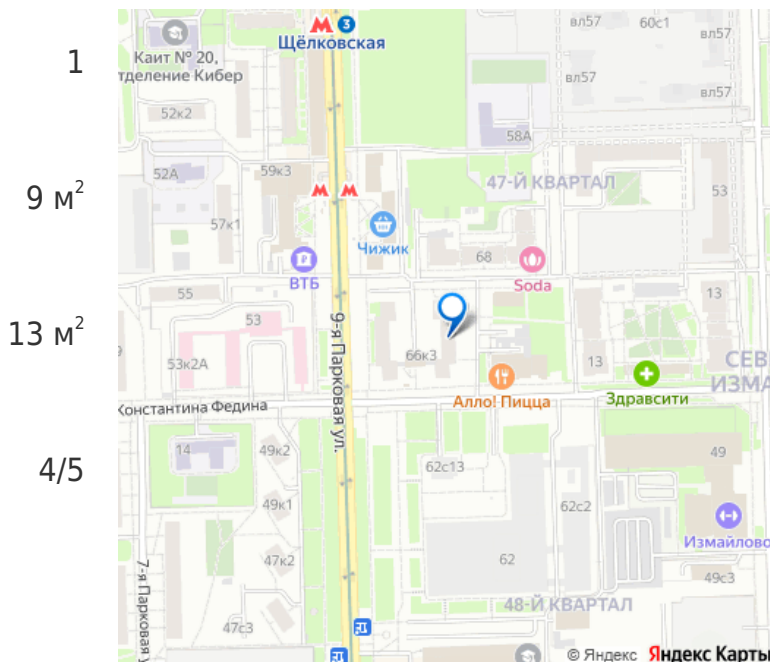 1
9 м²
13 м²
4/5
3
Щёлковская
Каит № 20,
тделение Кибер
52к2
60с1
вл57
вл57
вл57
вл57
58А
52А
59к3
47-Й КВАРТАЛ
53
57к1
Чижик
68
ВТБ
Soda
55
13
53
9-я Парковая ул.
66к3
53к2А
13
СЕВ
ИЗМА
Алло! Пицца
Здравсити
Константина Федина
14
49к2
62с13
49
49к1
62с2
Измайлово
47к2
62
7-я Парковая у
49с3
48-Й КВАРТАЛ
47с3
© Яндекс Яндекс Карты